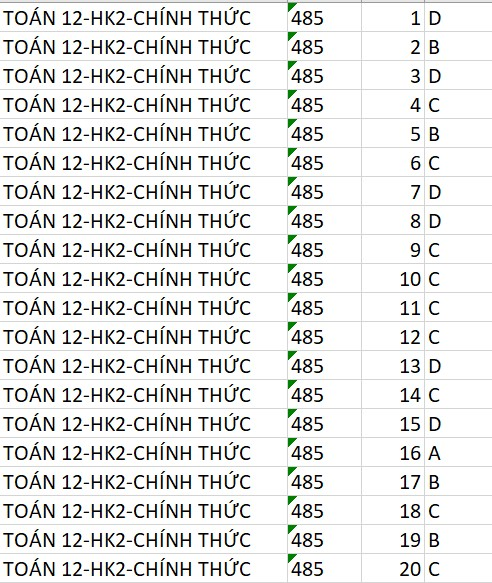 TOÁN 12-HK2-CHÍNH THỨC 485 1 D
TOÁN 12-HK2-CHÍNH THỨC 485 2 B
TOÁN 12-HK2-CHÍNH THỨC 485 3 D
TOÁN 12-HK2-CHÍNH THỨC 485 4 C
TOÁN 12-HK2-CHÍNH THỨC 485 5 B
TOÁN 12-HK2-CHÍNH THỨC 485 6 C
TOÁN 12-HK2-CHÍNH THỨC 485 7 D
TOÁN 12-HK2-CHÍNH THỨC 485 8 D
TOÁN 12-HK2-CHÍNH THỨC 485 9 C
TOÁN 12-HK2-CHÍNH THỨC 485 10 C
TOÁN 12-HK2-CHÍNH THỨC 485 11 C
TOÁN 12-HK2-CHÍNH THỨC 485 12 C
TOÁN 12-HK2-CHÍNH THỨC 485 13 D
TOÁN 12-HK2-CHÍNH THỨC 485 14 C
TOÁN 12-HK2-CHÍNH THỨC 485 15 D
TOÁN 12-HK2-CHÍNH THỨC 485 16 A
TOÁN 12-HK2-CHÍNH THỨC 485 17 B
TOÁN 12-HK2-CHÍNH THỨC 485 18 C
TOÁN 12-HK2-CHÍNH THỨC 485 19 B
TOÁN 12-HK2-CHÍNH THỨC 485 20 C